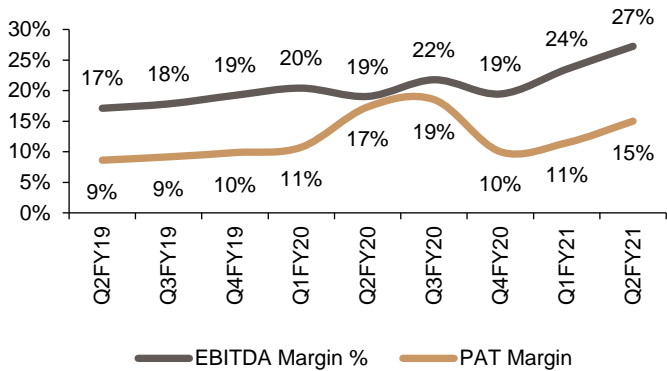 30%
25%
20%
15%
10%
5%
0%
17%
18%
19%
20%
19%
22%
19%
24%
27%
9%
9%
10%
11%
17%
19%
10%
11%
15%
Q2FY19
Q3FY19
Q4FY19
Q1FY20
Q2FY20
Q3FY20
Q4FY20
Q1FY21
Q2FY21
EBITDA Margin %
PAT Margin